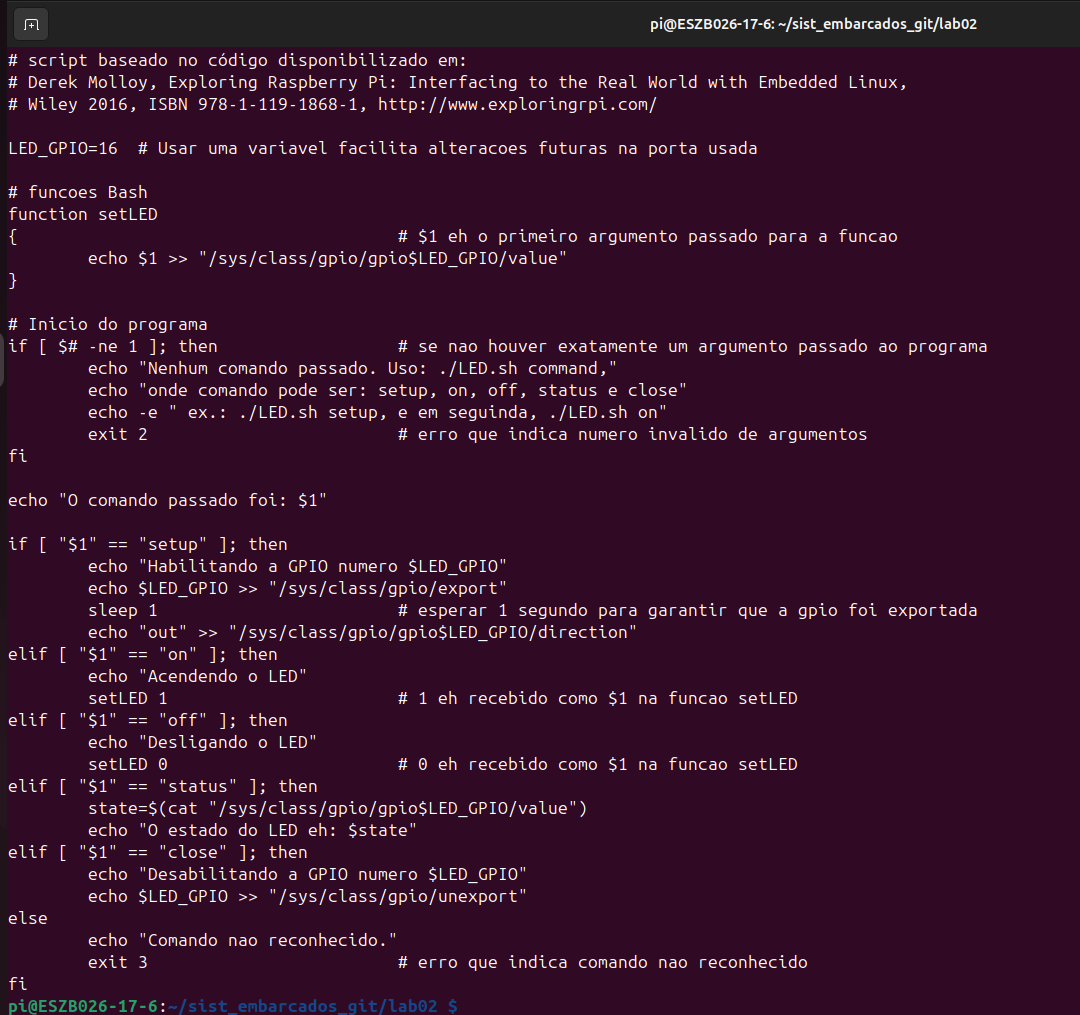 pi@ESZB026-17-6: ~/sist_embarcados_git/lab02
# script baseado no código disponibilizado em:
# Derek Molloy, Exploring Raspberry Pi: Interfacing to the Real World with Embedded Linux,
# Wiley 2016, ISBN 978-1-119-1868-1, http://www.exploringrpi.com/

LED_GPIO=16  # Usar uma variavel facilita alteracoes futuras na porta usada

# funcoes Bash
function setLED
{                                      # $1 eh o primeiro argumento passado para a funcao
        echo $1 >> "/sys/class/gpio/gpio$LED_GPIO/value"
}

# Inicio do programa
if [ $# -ne 1 ]; then                  # se nao houver exatamente um argumento passado ao programa
        echo "Nenhum comando passado. Uso: ./LED.sh command,"
        echo "onde comando pode ser: setup, on, off, status e close"
        echo -e " ex.: ./LED.sh setup, e em seguinda, ./LED.sh on"
        exit 2                         # erro que indica numero invalido de argumentos
fi

echo "O comando passado foi: $1"

if [ "$1" == "setup" ]; then
        echo "Habilitando a GPIO numero $LED_GPIO"
        echo $LED_GPIO >> "/sys/class/gpio/export"
        sleep 1                        # esperar 1 segundo para garantir que a gpio foi exportada
        echo "out" >> "/sys/class/gpio/gpio$LED_GPIO/direction"
elif [ "$1" == "on" ]; then
        echo "Acendendo o LED"
        setLED 1                       # 1 eh recebido como $1 na funcao setLED
elif [ "$1" == "off" ]; then
        echo "Desligando o LED"
        setLED 0                       # 0 eh recebido como $1 na funcao setLED
elif [ "$1" == "status" ]; then
        state=$(cat "/sys/class/gpio/gpio$LED_GPIO/value")
        echo "O estado do LED eh: $state"
elif [ "$1" == "close" ]; then
        echo "Desabilitando a GPIO numero $LED_GPIO"
        echo $LED_GPIO >> "/sys/class/gpio/unexport"
else
        echo "Comando nao reconhecido."
        exit 3                         # erro que indica comando nao reconhecido
fi
pi@ESZB026-17-6:~/sist_embarcados_git/lab02 $